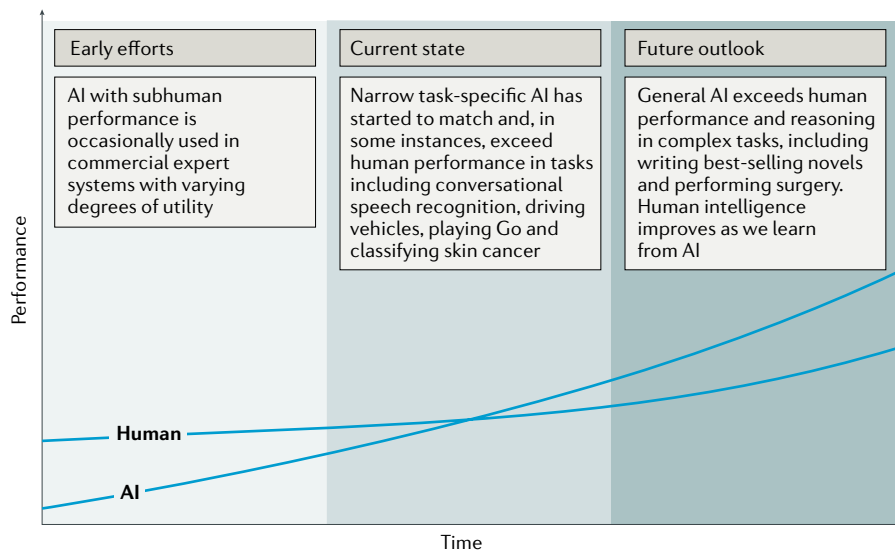 Early efforts
AI with subhuman
performance is
occasionally used in
commercial expert
systems with varying
degrees of utility
Current state
Narrow task-specific AI has
started to match and, in
some instances, exceed
human performance in tasks
including conversational
speech recognition, driving
vehicles, playing Go and
classifying skin cancer
Future outlook
General AI exceeds human
performance and reasoning
in complex tasks, including
writing best-selling novels
and performing surgery.
Human intelligence
improves as we learn
from AI
Performance
Human
AI
Time